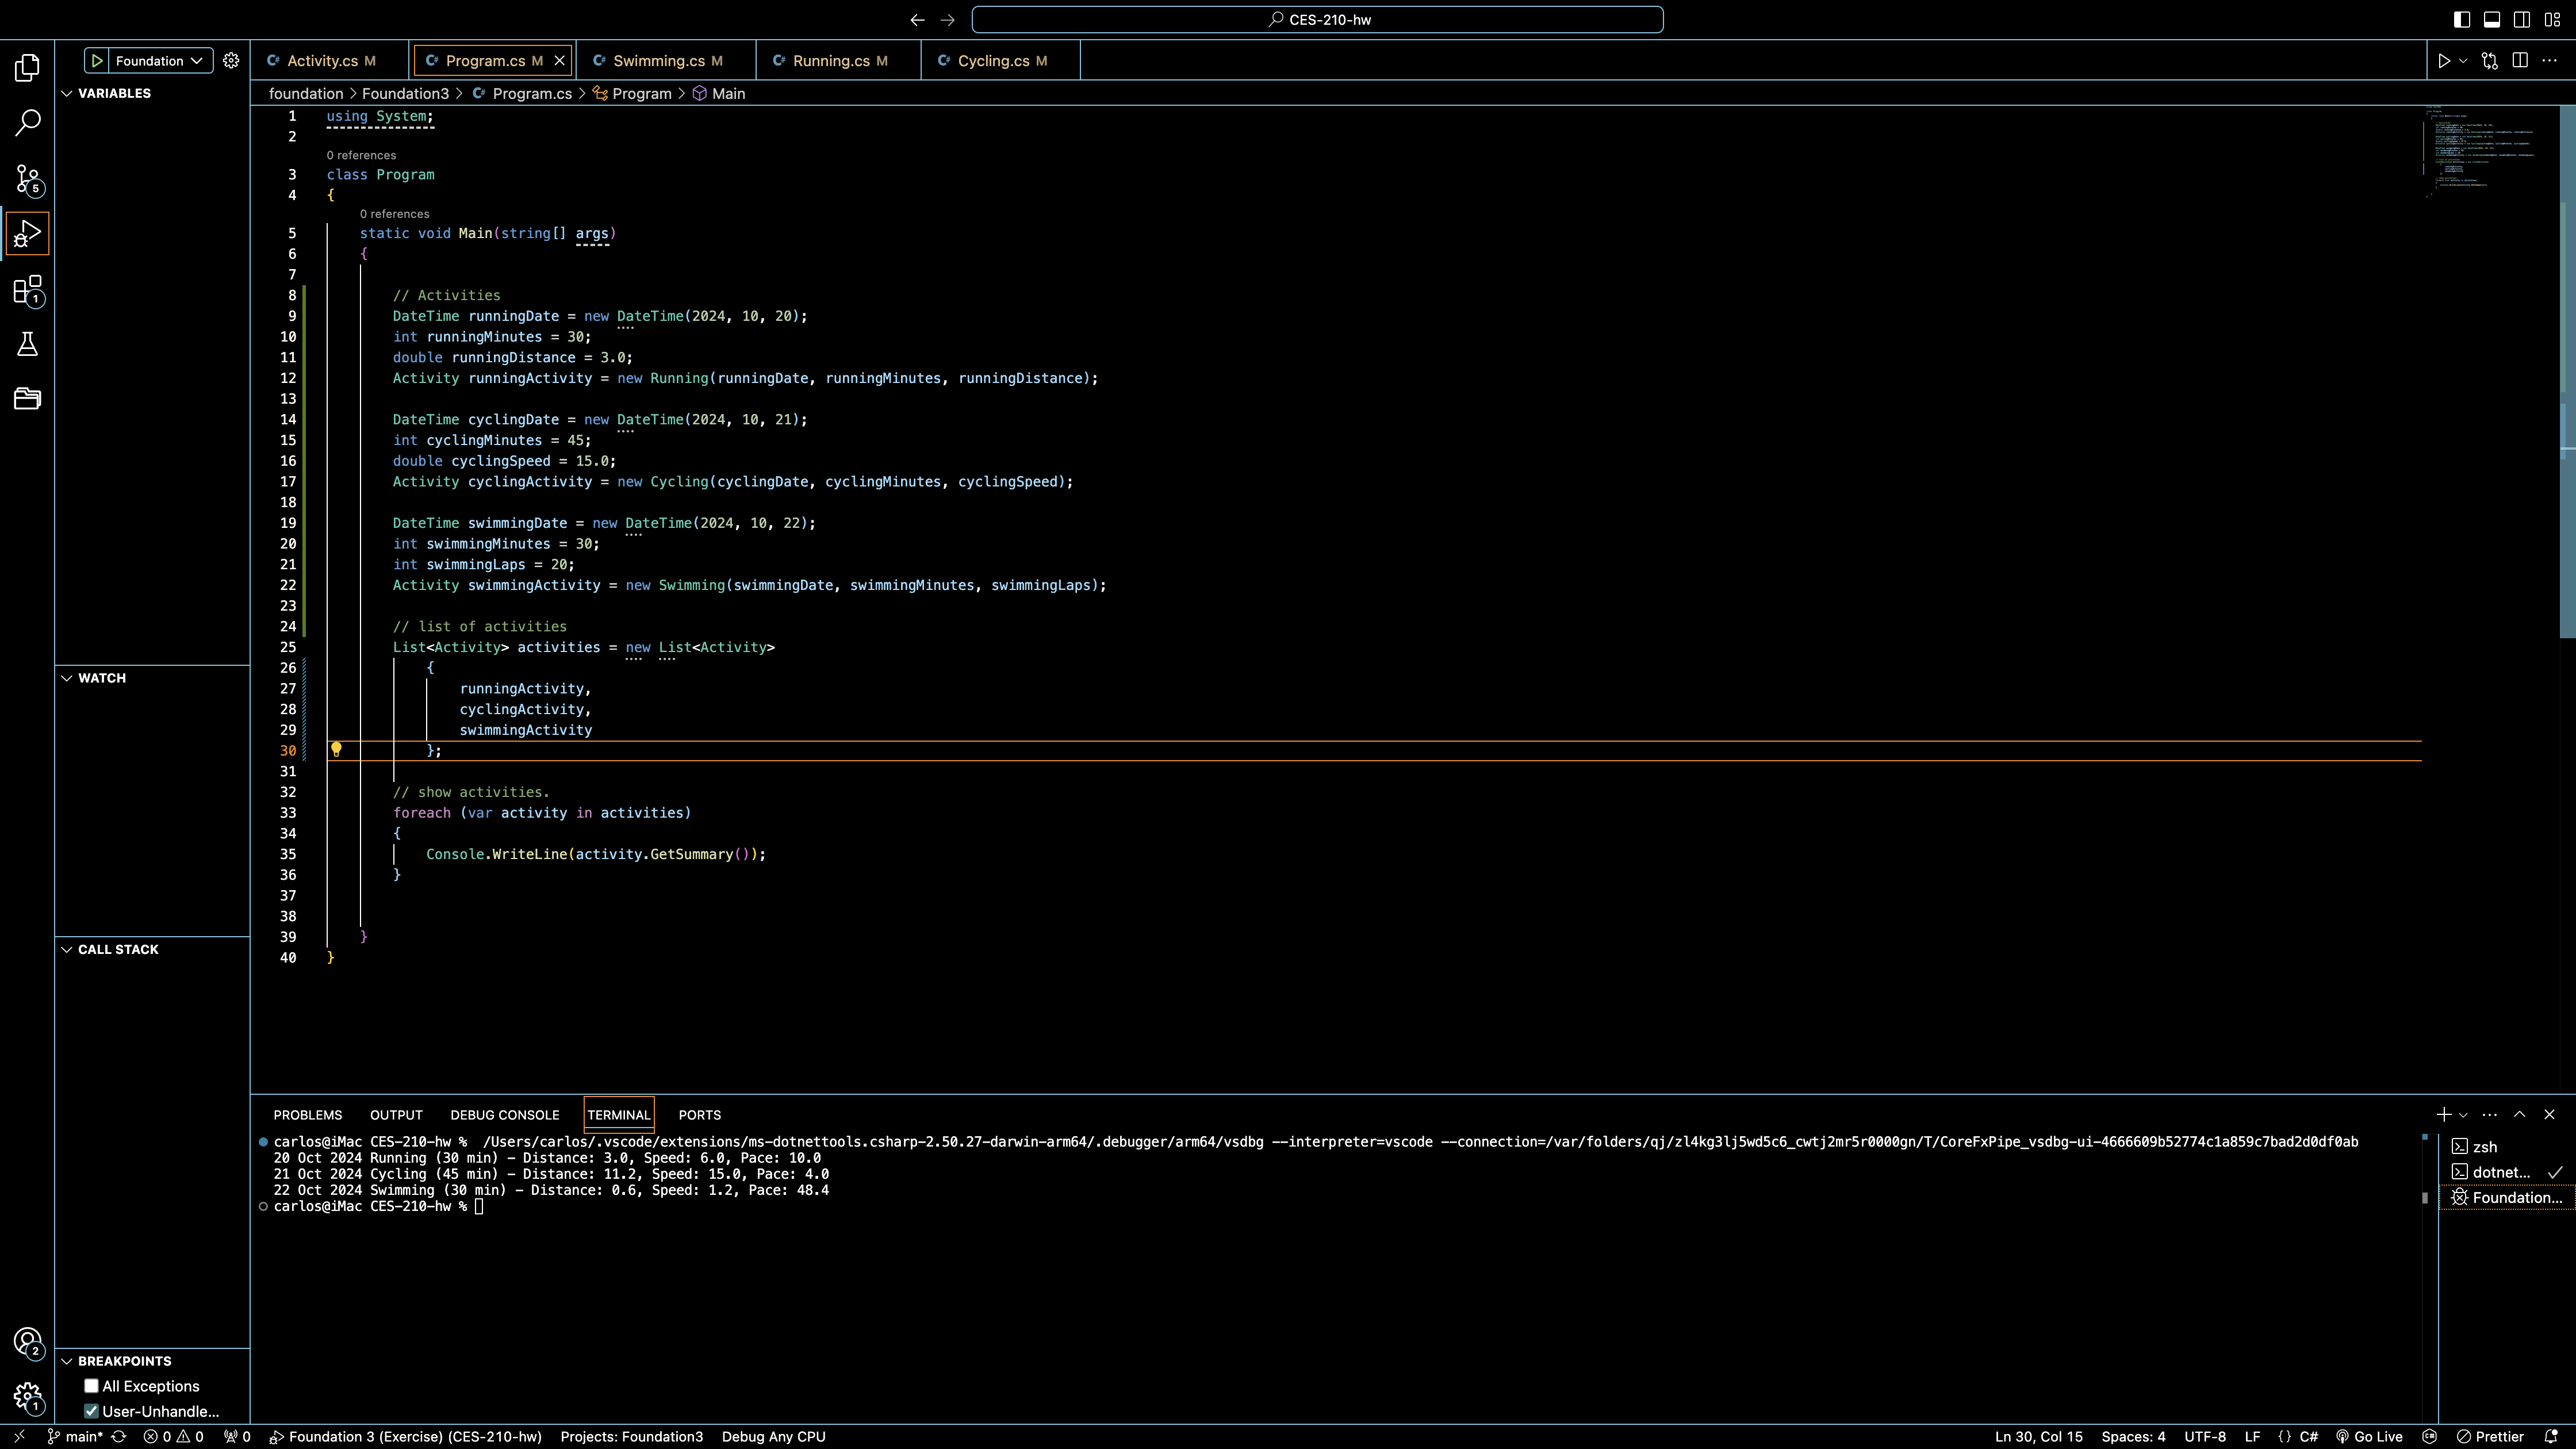 CES-210-hw
Foundation
Activity.cs M
Program.cs M
Swimming.cs M
Running.cs M
Cycling.cs M
VARIABLES
foundation > Foundation3 > Program.cs > Program > Main
1 using System;
2
0 references
3 class Program
4 {
0 references
5 static void Main(string[] args)
6 {
7
8 // Activities
9 DateTime runningDate = new DateTime(2024, 10, 20);
10 int runningMinutes = 30;
11 double runningDistance = 3.0;
12 Activity runningActivity = new Running(runningDate, runningMinutes, runningDistance);
13
14 DateTime cyclingDate = new DateTime(2024, 10, 21);
15 int cyclingMinutes = 45;
16 double cyclingSpeed = 15.0;
17 Activity cyclingActivity = new Cycling(cyclingDate, cyclingMinutes, cyclingSpeed);
18
19 DateTime swimmingDate = new DateTime(2024, 10, 22);
20 int swimmingMinutes = 30;
21 int swimmingLaps = 20;
22 Activity swimmingActivity = new Swimming(swimmingDate, swimmingMinutes, swimmingLaps);
23
24 // list of activities
25 List<Activity> activities = new List<Activity>
26 {
27 runningActivity,
28 cyclingActivity,
29 swimmingActivity
30 };
31
32 // show activities.
33 foreach (var activity in activities)
34 {
35 Console.WriteLine(activity.GetSummary());
36 }
37
38
39 }
40 }
5
1
WATCH
CALL STACK
BREAKPOINTS
All Exceptions
User-Unhandle...
2
1
PROBLEMS OUTPUT DEBUG CONSOLE TERMINAL PORTS
carlos@iMac CES-210-hw % /Users/carlos/.vscode/extensions/ms-dotnettools.csharp-2.50.27-darwin-arm64/.debugger/arm64/vsdbg --interpreter=vscode --connection=/var/folders/qj/zl4kg3lj5wd5c6_cwtj2mr5r0000gn/T/CoreFxPipe_vsdbg-ui-4666609b52774c1a859c7bad2d0df0ab
20 Oct 2024 Running (30 min) - Distance: 3.0, Speed: 6.0, Pace: 10.0
21 Oct 2024 Cycling (45 min) - Distance: 11.2, Speed: 15.0, Pace: 4.0
22 Oct 2024 Swimming (30 min) - Distance: 0.6, Speed: 1.2, Pace: 48.4
carlos@iMac CES-210-hw %
zsh
dotnet...
Foundation...
main* 0 0 0 Foundation 3 (Exercise) (CES-210-hw) Projects: Foundation3 Debug Any CPU Ln 30, Col 15 Spaces: 4 UTF-8 LF {} C# Go Live Prettier